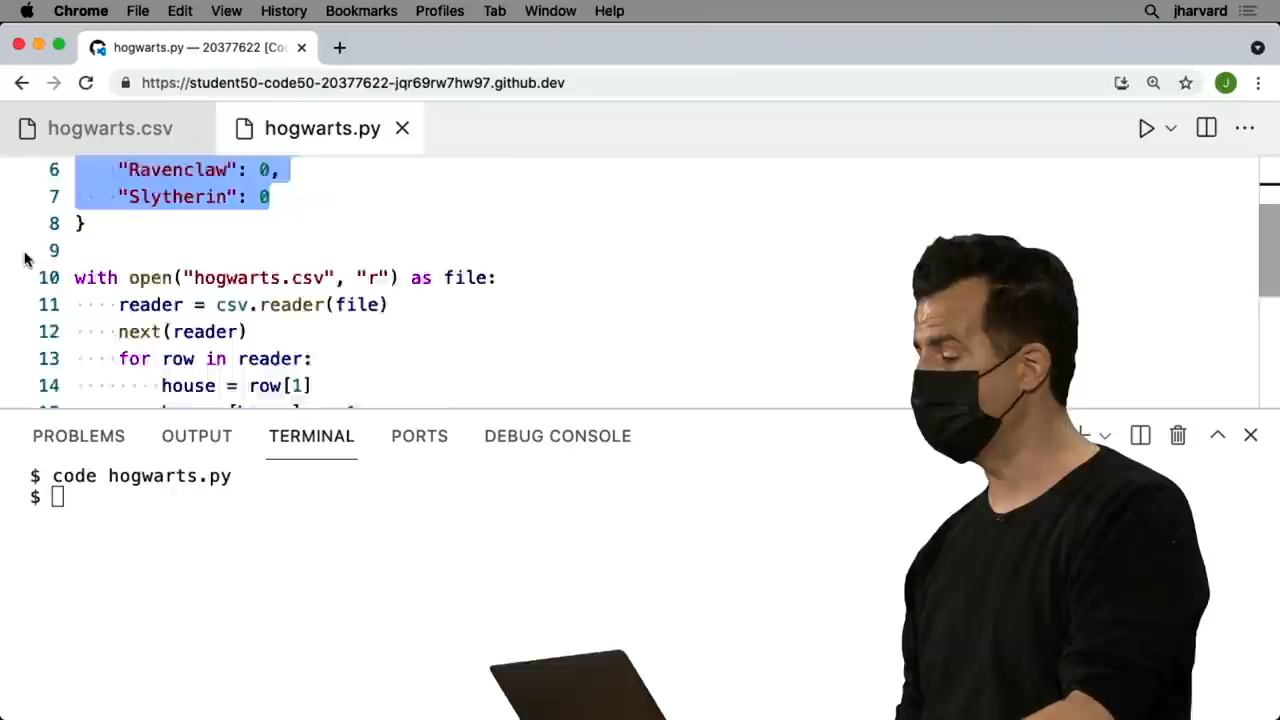 Chrome File Edit View History Bookmarks Profiles Tab Window Help jharvard
hogwarts.py — 20377622 [Co
https://student50-code50-20377622-jqr69rw7hw97.github.dev J
hogwarts.csv hogwarts.py
6 "Ravenclaw": 0,
7 "Slytherin": 0
8 }
9
10 with open("hogwarts.csv", "r") as file:
11 reader = csv.reader(file)
12 next(reader)
13 for row in reader:
14 house = row[1]
PROBLEMS OUTPUT TERMINAL PORTS DEBUG CONSOLE
$ code hogwarts.py
$